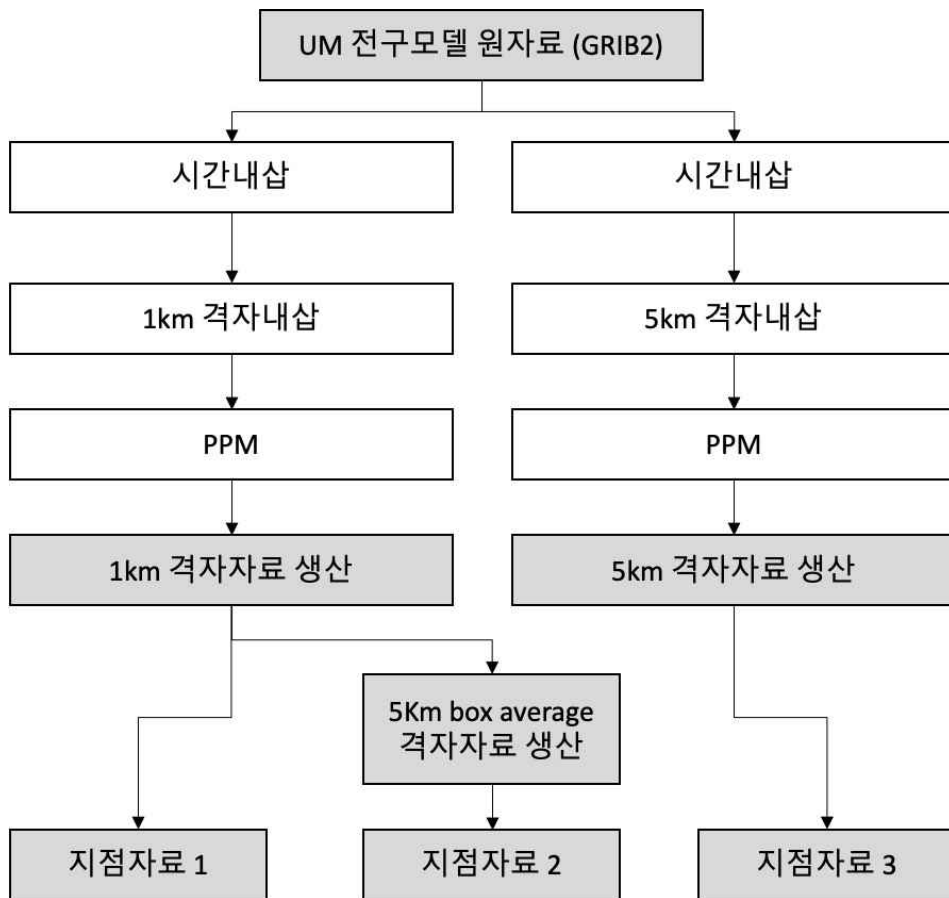 UM 전구모델 원자료 (GRIB2)
시간내삽
시간내삽
1km 격자내삽
5km 격자내삽
PPM
PPM
1km 격자자료 생산
5km 격자자료 생산
5Km box average
격자자료 생산
지점자료 1
지점자료 2
지점자료 3